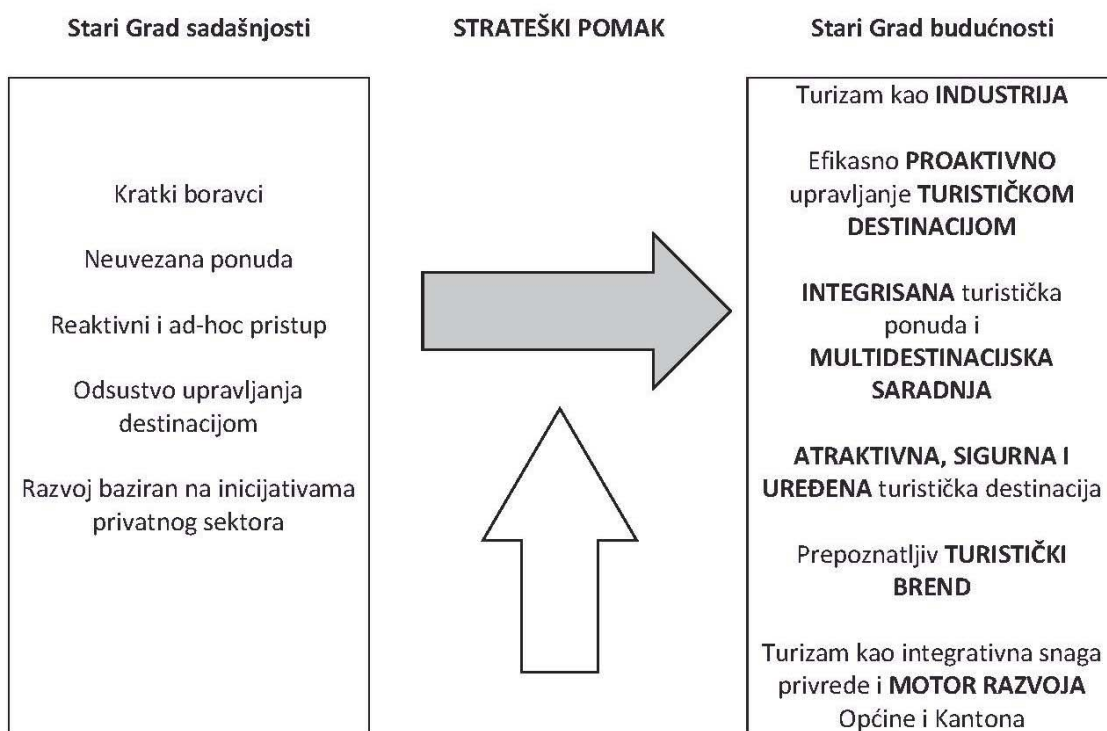 Stari Grad sadašnjosti
STRATEŠKI POMAK
Stari Grad budućnosti
Kratki boravci
Neuvezana ponuda
Reaktivni i ad-hoc pristup
Odsustvo upravljanja
destinacijom
Razvoj baziran na inicijativama
privatnog sektora
Turizam kao INDUSTRIJA
Efikasno PROAKTIVNO
upravljanje TURISTIČKOM
DESTINACIJOM
INTEGRISANA turistička
ponuda i
MULTIDESTINACIJSKA
SARADNJA
ATRAKTIVNA, SIGURNA I
UREĐENA turistička destinacija
Prepoznatljiv TURISTIČKI
BREND
Turizam kao integrativna snaga
privrede i MOTOR RAZVOJA
Općine i Kantona